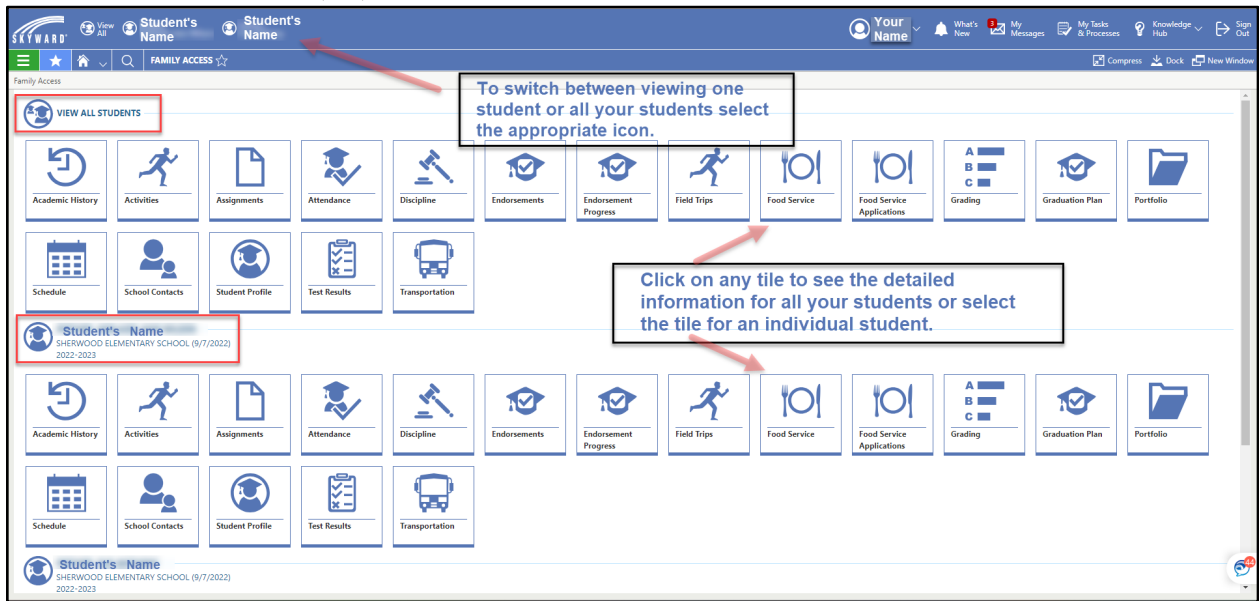 SKYWARD
View All
Student's Name
Student's Name
Your Name
What's New
3
My Messages
My Tasks & Processes
Knowledge Hub
Sign Out
FAMILY ACCESS
Compress
Dock
New Window
Family Access
To switch between viewing one
student or all your students select
the appropriate icon.
VIEW ALL STUDENTS
A
B
C
Academic History
Activities
Assignments
Attendance
Discipline
Endorsements
Endorsement
Progress
Field Trips
Food Service
Food Service
Applications
Grading
Graduation Plan
Portfolio
Schedule
School Contacts
Student Profile
Test Results
Transportation
Click on any tile to see the detailed
information for all your students or select
the tile for an individual student.
Student's Name
SHERWOOD ELEMENTARY SCHOOL (9/7/2022)
2022-2023
A
B
C
Academic History
Activities
Assignments
Attendance
Discipline
Endorsements
Endorsement
Progress
Field Trips
Food Service
Food Service
Applications
Grading
Graduation Plan
Portfolio
Schedule
School Contacts
Student Profile
Test Results
Transportation
Student's Name
SHERWOOD ELEMENTARY SCHOOL (9/7/2022)
2022-2023
44